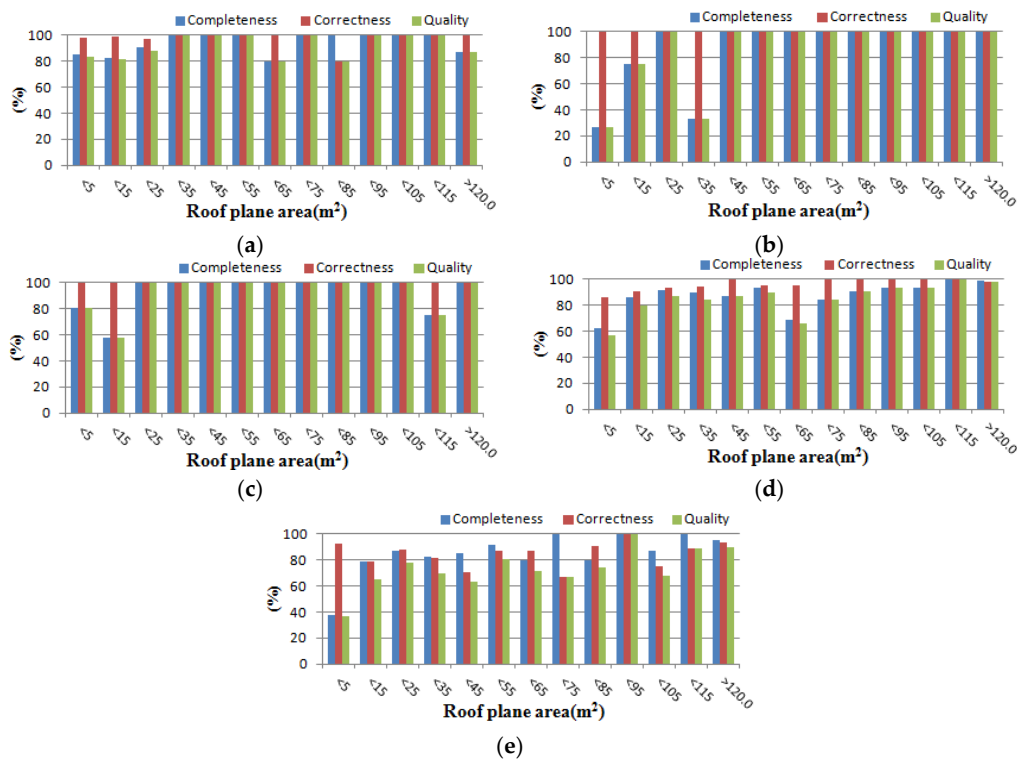 Completeness Correctness Quality
100
80
60
40
20
0
(%)
<5 <15 <25 <35 <45 <55 <65 <75 <85 <95 <105 <115 >120.0
Roof plane area(m²)
(a)
Completeness Correctness Quality
100
80
60
40
20
0
(%)
<5 <15 <25 <35 <45 <55 <65 <75 <85 <95 <105 <115 >120.0
Roof plane area(m²)
(b)
Completeness Correctness Quality
100
80
60
40
20
0
(%)
<5 <15 <25 <35 <45 <55 <65 <75 <85 <95 <105 <115 >120.0
Roof plane area(m²)
(c)
Completeness Correctness Quality
100
80
60
40
20
0
(%)
<5 <15 <25 <35 <45 <55 <65 <75 <85 <95 <105 <115 >120.0
Roof plane area(m²)
(d)
Completeness Correctness Quality
100
80
60
40
20
0
(%)
<5 <15 <25 <35 <45 <55 <65 <75 <85 <95 <105 <115 >120.0
Roof plane area(m²)
(e)